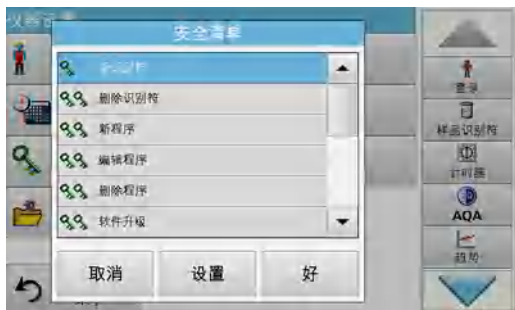 安全清单
删除识别符
新程序
编辑程序
删除程序
软件升级
取消
设置
好
登录
样品识别符
计时器
AQA
趋势